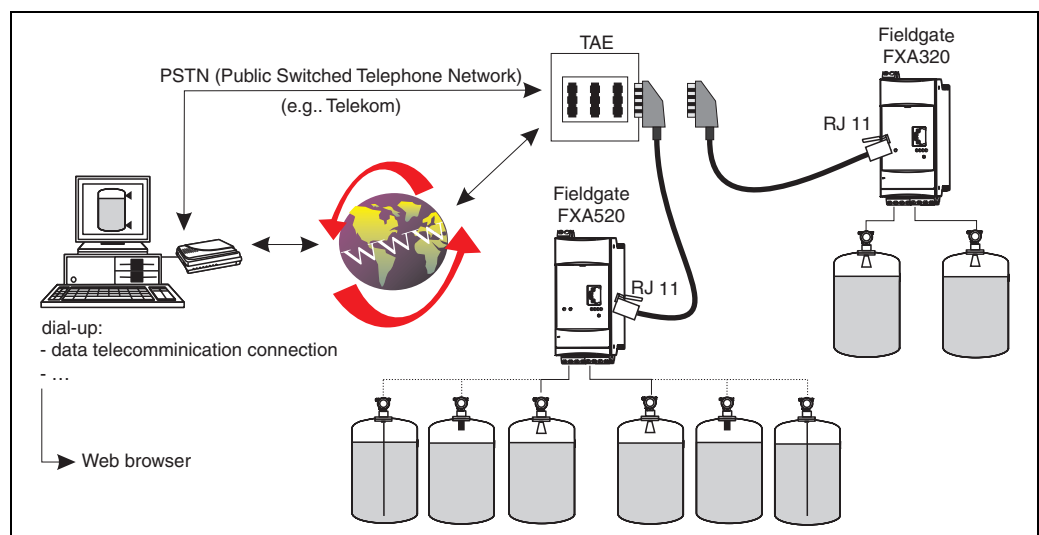 TAE
Fieldgate
FXA320
PSTN (Public Switched Telephone Network)
(e.g.. Telekom)
RJ 11
Fieldgate
FXA520
WWW
RJ 11
dial-up:
- data telecomminication connection
- ...
Web browser